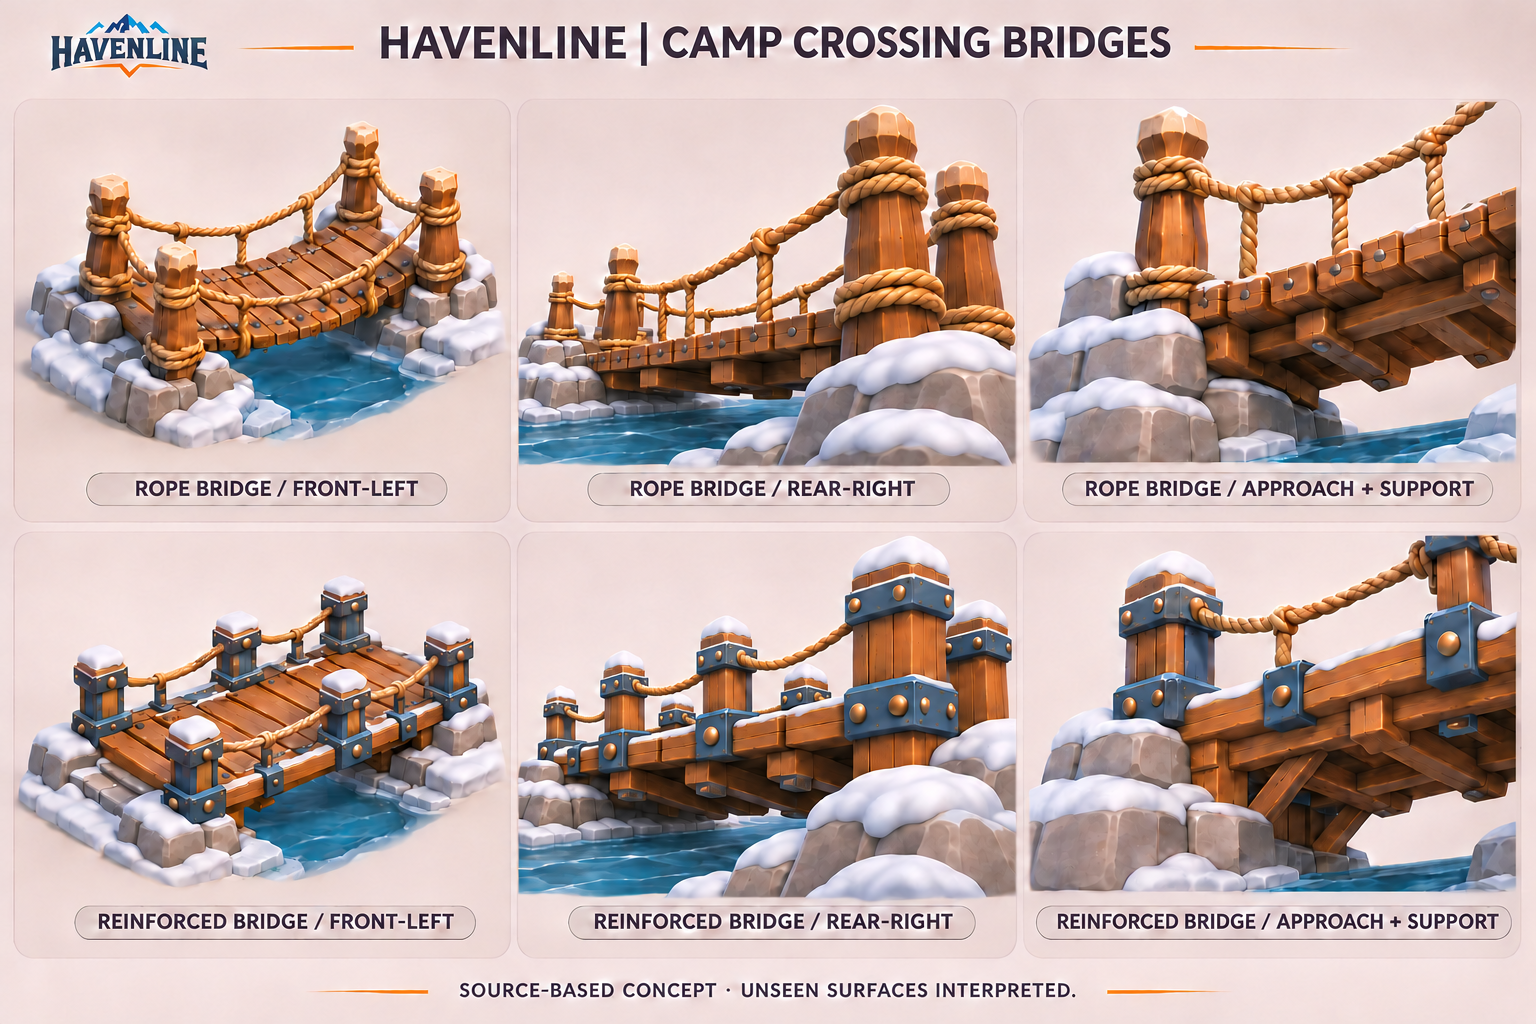 HAVENLINE
HAVENLINE | CAMP CROSSING BRIDGES
ROPE BRIDGE / FRONT-LEFT
ROPE BRIDGE / REAR-RIGHT
ROPE BRIDGE / APPROACH + SUPPORT
REINFORCED BRIDGE / FRONT-LEFT
REINFORCED BRIDGE / REAR-RIGHT
REINFORCED BRIDGE / APPROACH + SUPPORT
SOURCE-BASED CONCEPT · UNSEEN SURFACES INTERPRETED.